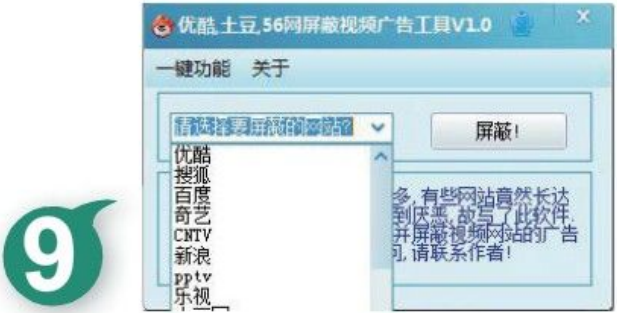 优酷,土豆,56网屏蔽视频广告工具V1.0
一键功能 关于
请选择要屏蔽的网站? 屏蔽!
优酷
搜狐
百度
奇艺
CNTV
新浪
pptv
乐视
多,有些网站竟然长达
到厌恶,故写了此软件.
并屏蔽视频网站的广告
请联系作者!
9